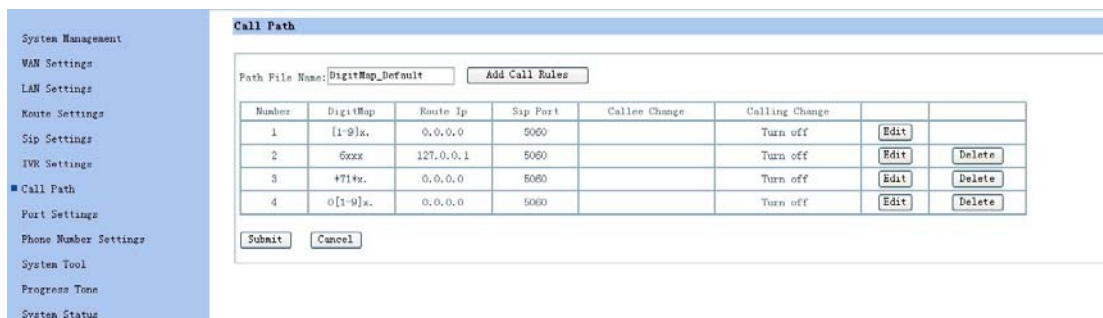 System Management
WAN Settings
LAN Settings
Route Settings
Sip Settings
IVR Settings
Call Path
Port Settings
Phone Number Settings
System Tool
Progress Tone
System Status
Call Path
Path File Name: DigitMap_Default Add Call Rules
Number DigitMap Route Ip Sip Port Callee Change Calling Change
1 [1-9]x. 0.0.0.0 5060 Turn off Edit
2 6xxx 127.0.0.1 5060 Turn off Edit Delete
3 *71*x. 0.0.0.0 5060 Turn off Edit Delete
4 0[1-9]x. 0.0.0.0 5060 Turn off Edit Delete
Submit Cancel